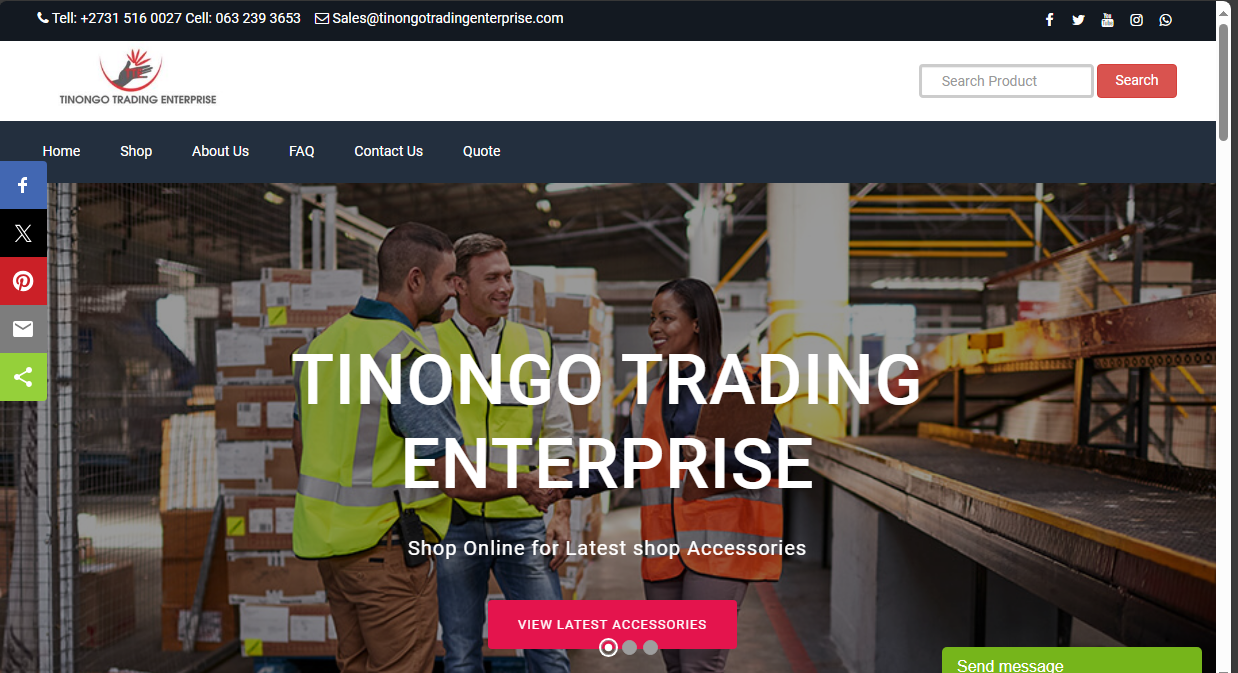 Tell: +2731 516 0027 Cell: 063 239 3653 Sales@tinongotradingenterprise.com
TINONGO TRADING ENTERPRISE
Search Product
Search
Home Shop About Us FAQ Contact Us Quote
TINONGO TRADING
ENTERPRISE
Shop Online for Latest shop Accessories
VIEW LATEST ACCESSORIES
Send message